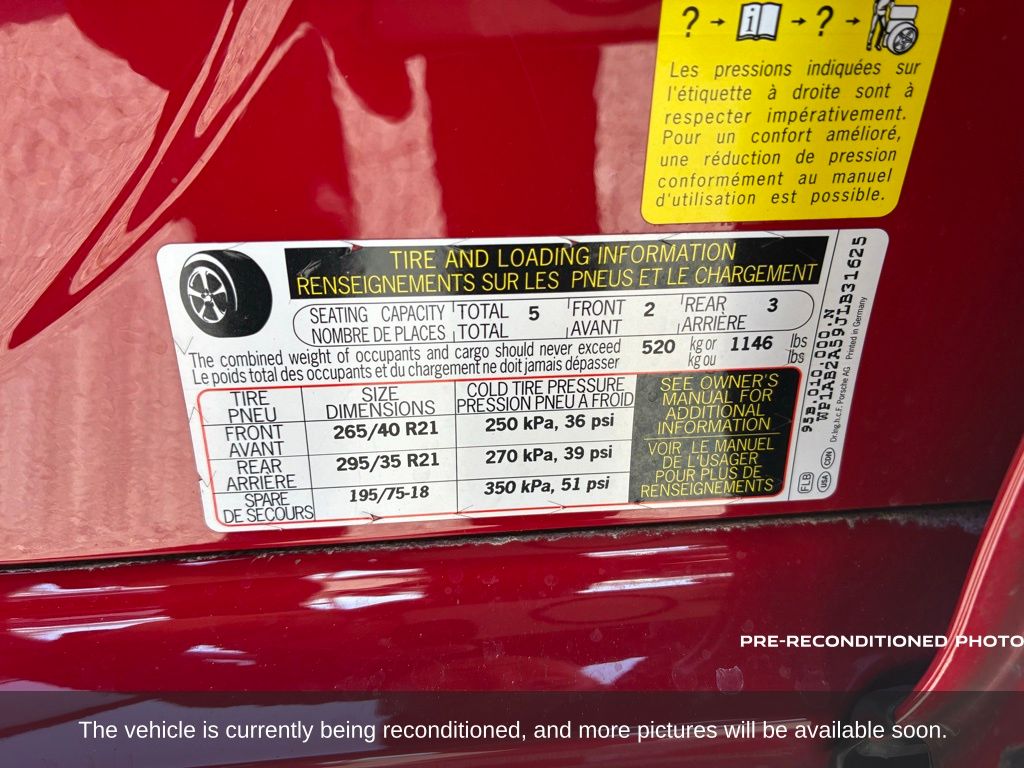 ? → i → ? →
Les pressions indiquées sur
l'étiquette à droite sont à
respecter impérativement.
Pour un confort amélioré,
une réduction de pression
conformément au manuel
d'utilisation est possible.
TIRE AND LOADING INFORMATION
RENSEIGNEMENTS SUR LES PNEUS ET LE CHARGEMENT
SEATING CAPACITY TOTAL 5 FRONT 2 REAR 3
NOMBRE DE PLACES TOTAL AVANT ARRIÈRE
The combined weight of occupants and cargo should never exceed 520 kg or 1146 lbs
Le poids total des occupants et du chargement ne doit jamais dépasser kg ou lbs
TIRE SIZE COLD TIRE PRESSURE
PNEU DIMENSIONS PRESSION PNEU A FROID
FRONT 265/40 R21 250 kPa, 36 psi
AVANT
REAR 295/35 R21 270 kPa, 39 psi
ARRIÈRE
SPARE 195/75-18 350 kPa, 51 psi
DE SECOURS
SEE OWNER'S
MANUAL FOR
ADDITIONAL
INFORMATION
VOIR LE MANUEL
DE L'USAGER
POUR PLUS DE
RENSEIGNEMENTS
95B.010.000.N
WP1AB2A59JLB31625
Dr.Ing.h.c.F. Porsche AG Printed in Germany
FLB USA CDN
PRE-RECONDITIONED PHOTO
The vehicle is currently being reconditioned, and more pictures will be available soon.